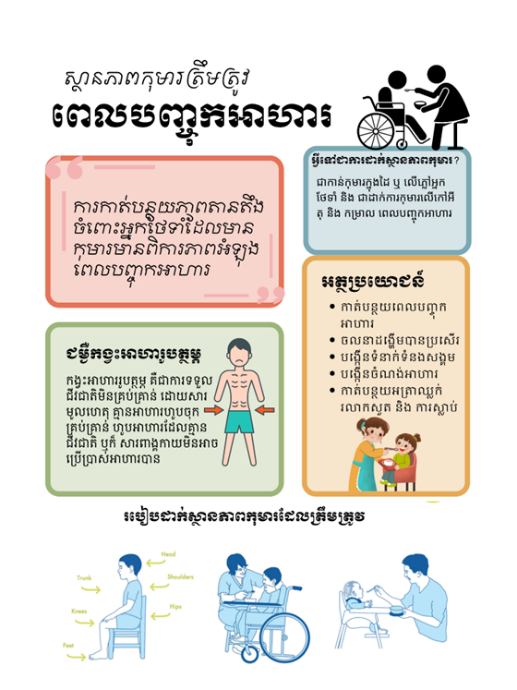 ស្ថានភាពកុមារត្រឹមត្រូវ
ពេលបញ្ចុកអាហារ
អ្វីទៅជាការដាក់ស្ថានភាពកុមារ?
ជាកាន់កុមារក្នុងដៃ ឬ លើភ្លៅអ្នក
ថែទាំ និង ជាដាក់ការកុមារលើកៅអី
តុ និង កម្រាល ពេលបញ្ចុកអាហារ
ការកាត់បន្ថយភាពតានតឹង
ចំពោះអ្នកថែទាំដែលមាន
កុមារមានពិការភាពអំឡុង
ពេលបញ្ចុកអាហារ
អត្ថប្រយោជន៍
កាត់បន្ថយពេលបញ្ចុក
អាហារ
ចលនាដង្ហើមបានប្រសើរ
បង្កើនទំនាក់ទំនងសង្គម
បង្កើនចំណង់អាហារ
កាត់បន្ថយអត្រាឈ្លក់
រលាកសួត និង ការស្លាប់
ជម្ងឺកង្វះអាហារូបត្ថម្ភ
កង្វះអាហាររូបត្ថម្ភ គឺជាការទទួល
ជីវជាតិមិនគ្រប់គ្រាន់ ដោយសារ
មូលហេតុ គ្មានអាហារហូបចុក
គ្រប់គ្រាន់ ហូបអាហារដែលគ្មាន
ជីវជាតិ ឬក៏ សារពាង្គកាយមិនអាច
ប្រើប្រាស់អាហារបាន
របៀបដាក់ស្ថានភាពកុមារដែលត្រឹមត្រូវ
Head
Trunk
Shoulders
Knees
Hips
Feet